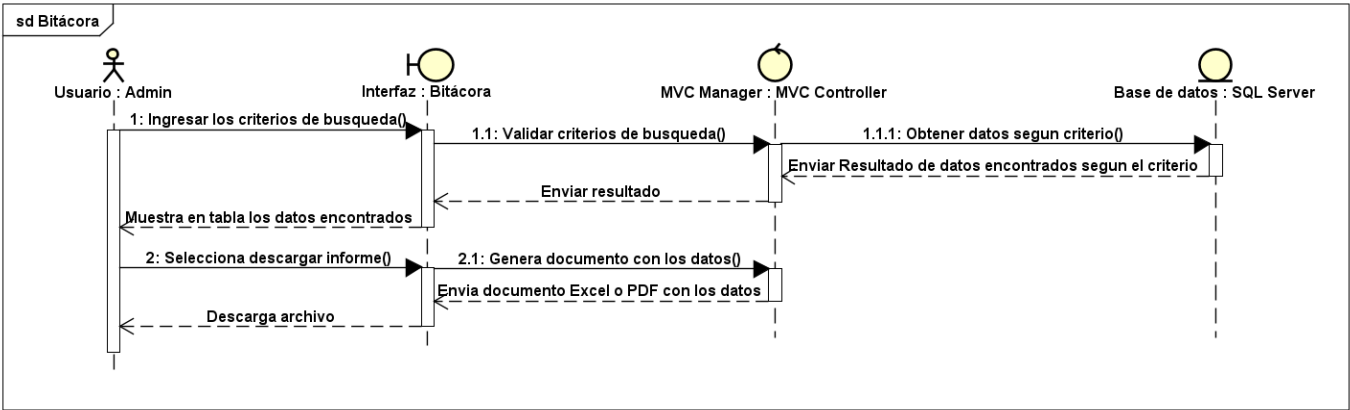 sd Bitácora
Usuario : Admin
Interfaz : Bitácora
MVC Manager : MVC Controller
Base de datos : SQL Server
1: Ingresar los criterios de busqueda()
1.1: Validar criterios de busqueda()
1.1.1: Obtener datos segun criterio()
Enviar Resultado de datos encontrados segun el criterio
Enviar resultado
Muestra en tabla los datos encontrados
2: Selecciona descargar informe()
2.1: Genera documento con los datos()
Envia documento Excel o PDF con los datos
Descarga archivo